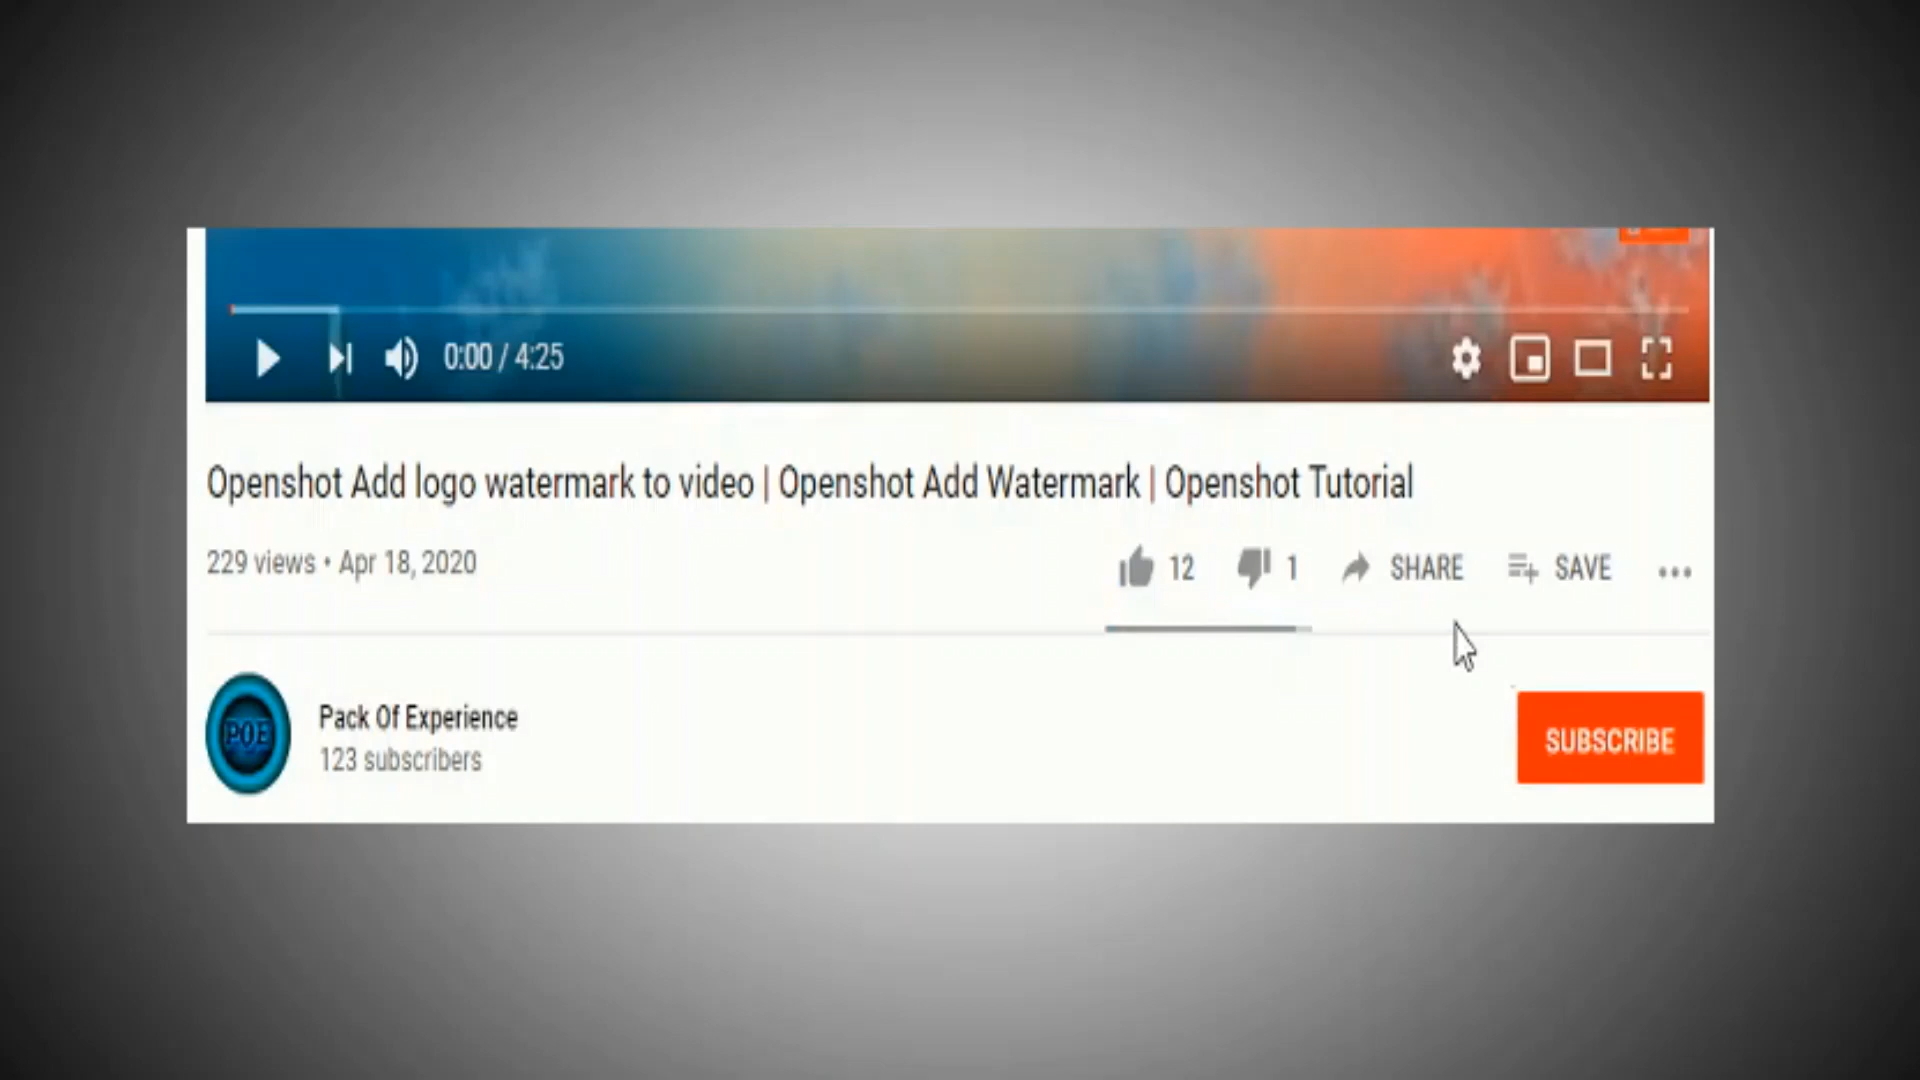 0:00 / 4:25
Openshot Add logo watermark to video | Openshot Add Watermark | Openshot Tutorial
229 views • Apr 18, 2020
12 1 SHARE SAVE
POE
Pack Of Experience
123 subscribers
SUBSCRIBE